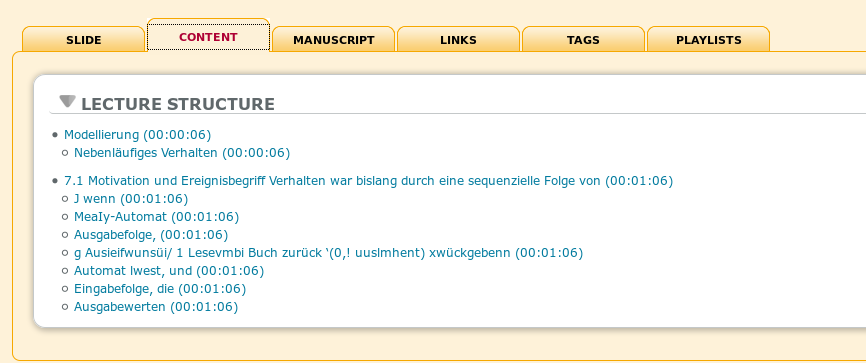 SLIDE CONTENT MANUSCRIPT LINKS TAGS PLAYLISTS
LECTURE STRUCTURE
Modellierung (00:00:06)
Nebenläufiges Verhalten (00:00:06)
7.1 Motivation und Ereignisbegriff Verhalten war bislang durch eine sequenzielle Folge von (00:01:06)
J wenn (00:01:06)
MeaIy-Automat (00:01:06)
Ausgabefolge, (00:01:06)
g Ausieifwunsüi/ 1 Lesevmbi Buch zurück '(0,! uuslmhent) xwückgebenn (00:01:06)
Automat lwest, und (00:01:06)
Eingabefolge, die (00:01:06)
Ausgabewerten (00:01:06)